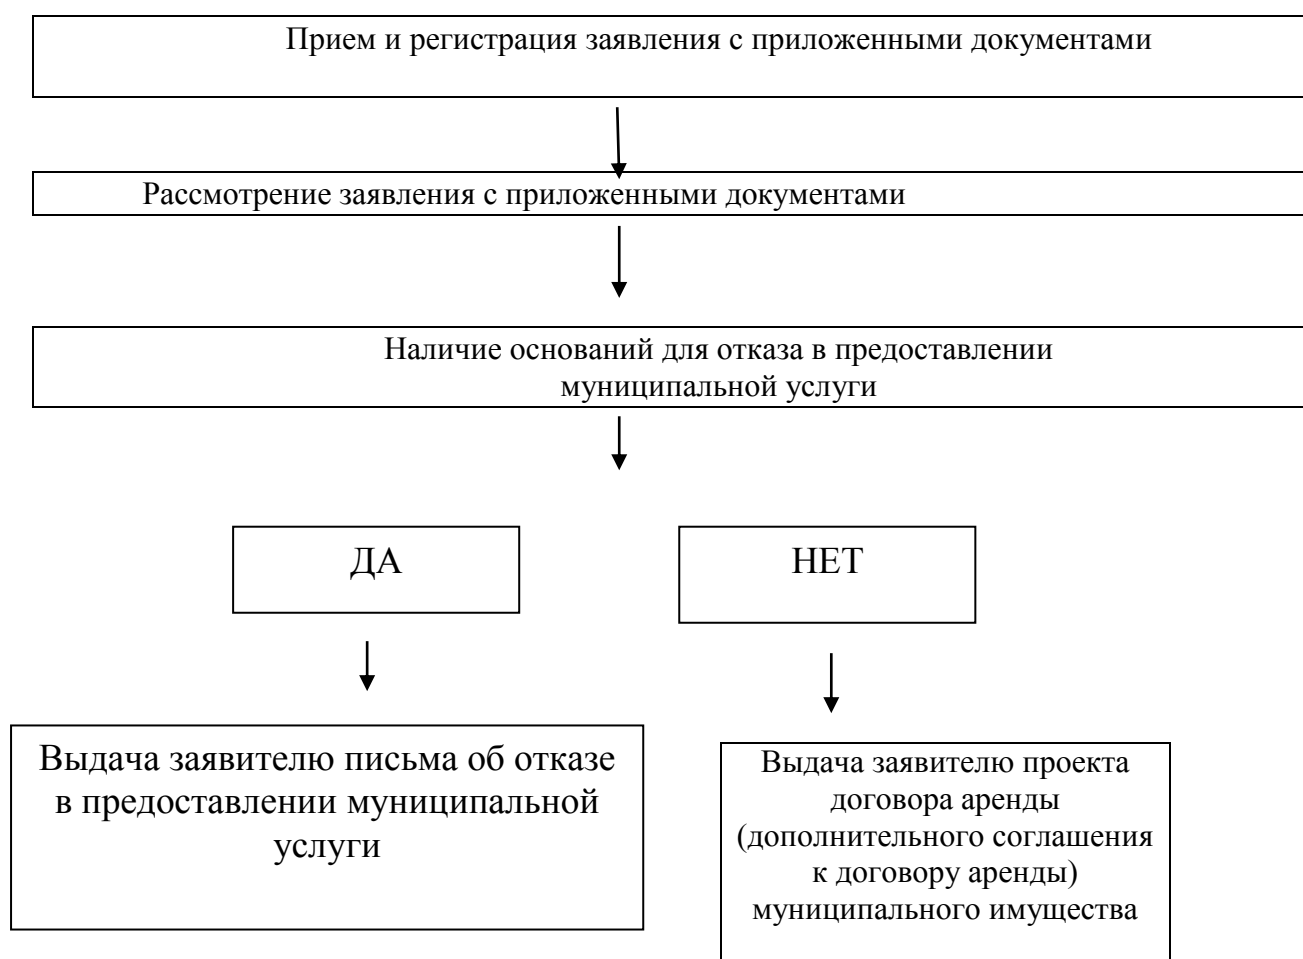 Прием и регистрация заявления с приложенными документами
Рассмотрение заявления с приложенными документами
Наличие оснований для отказа в предоставлении
муниципальной услуги
ДА
НЕТ
Выдача заявителю письма об отказе
в предоставлении муниципальной
услуги
Выдача заявителю проекта
договора аренды
(дополнительного соглашения
к договору аренды)
муниципального имущества